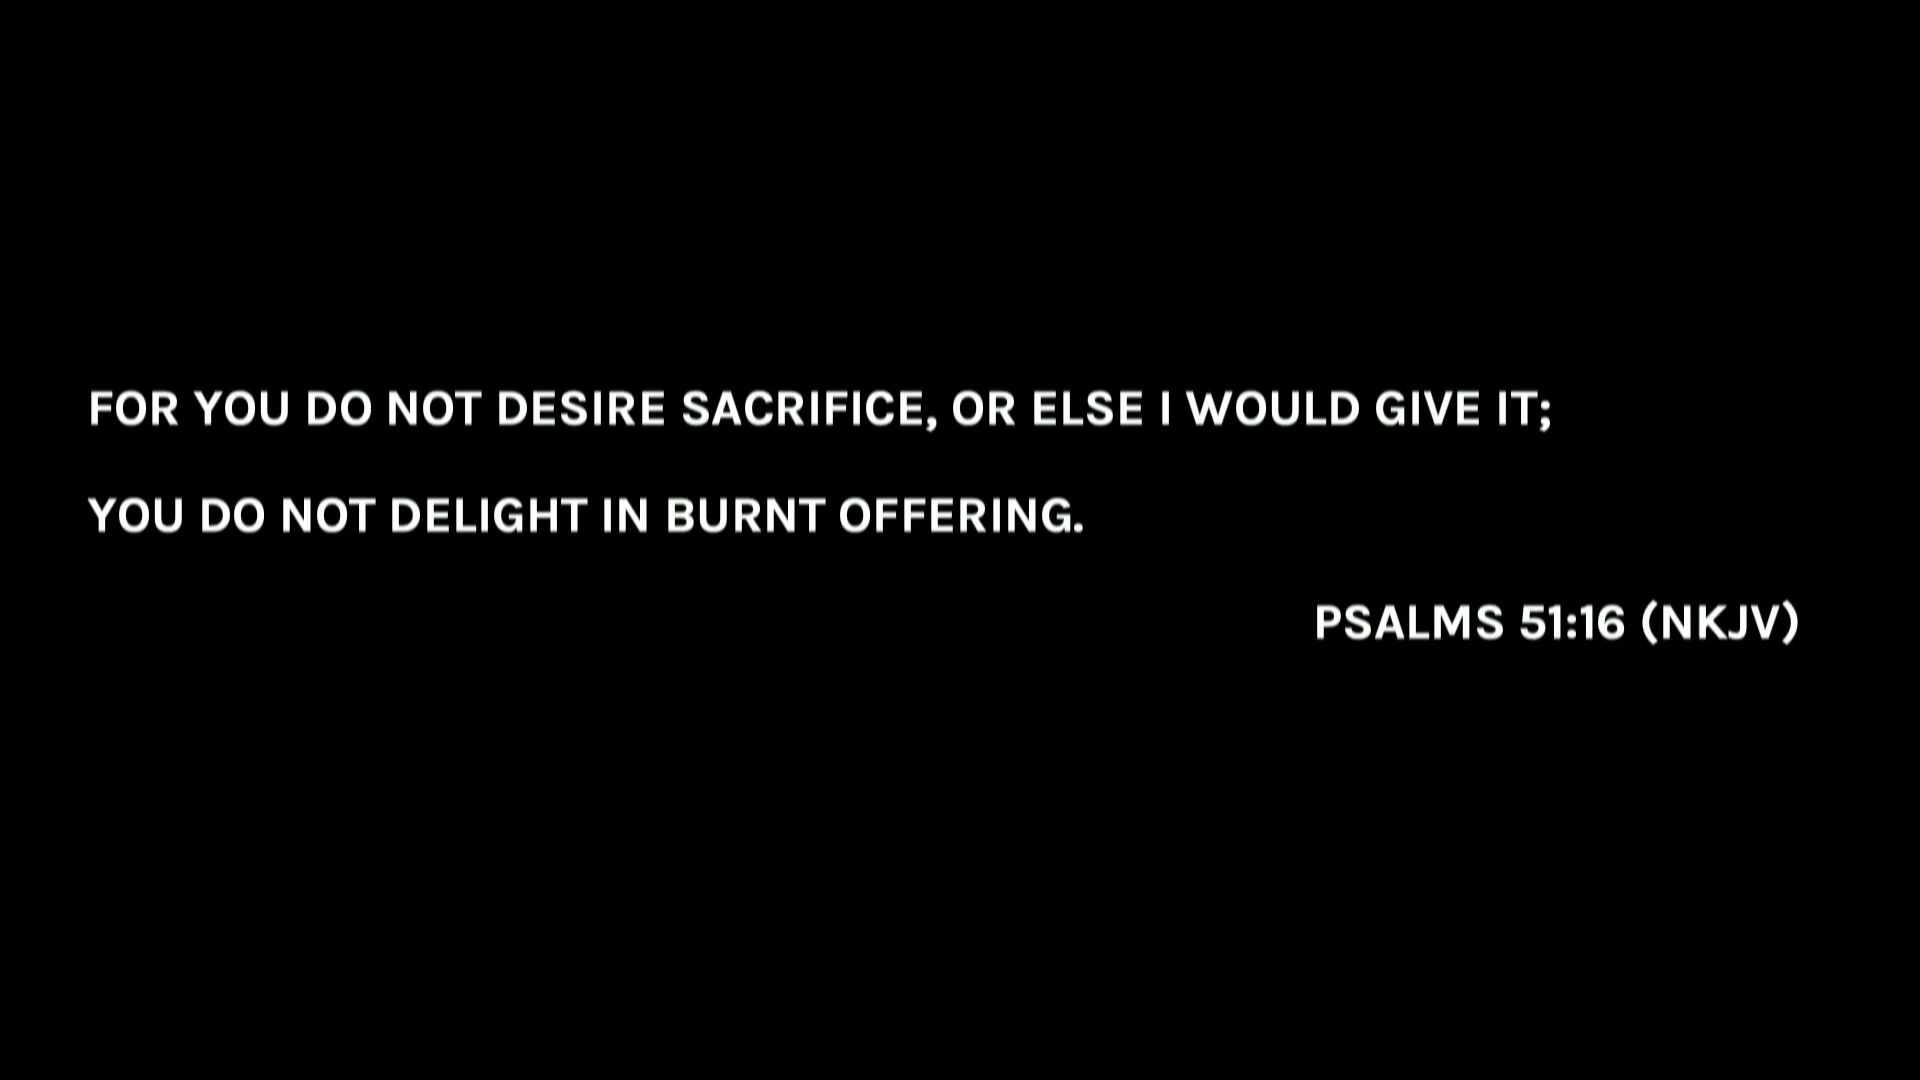 FOR YOU DO NOT DESIRE SACRIFICE, OR ELSE I WOULD GIVE IT;
YOU DO NOT DELIGHT IN BURNT OFFERING.
PSALMS 51:16 (NKJV)